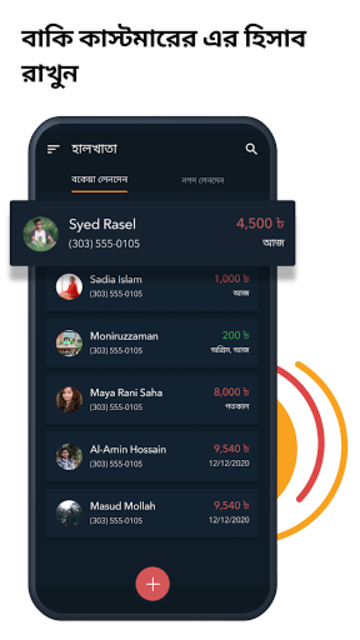 বাকি কাস্টমারের এর হিসাব
রাখুন
হালখাতা
বকেয়া লেনদেন নগদ লেনদেন
Syed Rasel 4,500 ৳
(303) 555-0105 আজ
Sadia Islam 1,000 ৳
(303) 555-0105 আজ
Moniruzzaman 200 ৳
(303) 555-0105 অগ্রিম, আজ
Maya Rani Saha 8,000 ৳
(303) 555-0105 গতকাল
Al-Amin Hossain 9,540 ৳
(303) 555-0105 12/12/2020
Masud Mollah 9,540 ৳
(303) 555-0105 12/12/2020